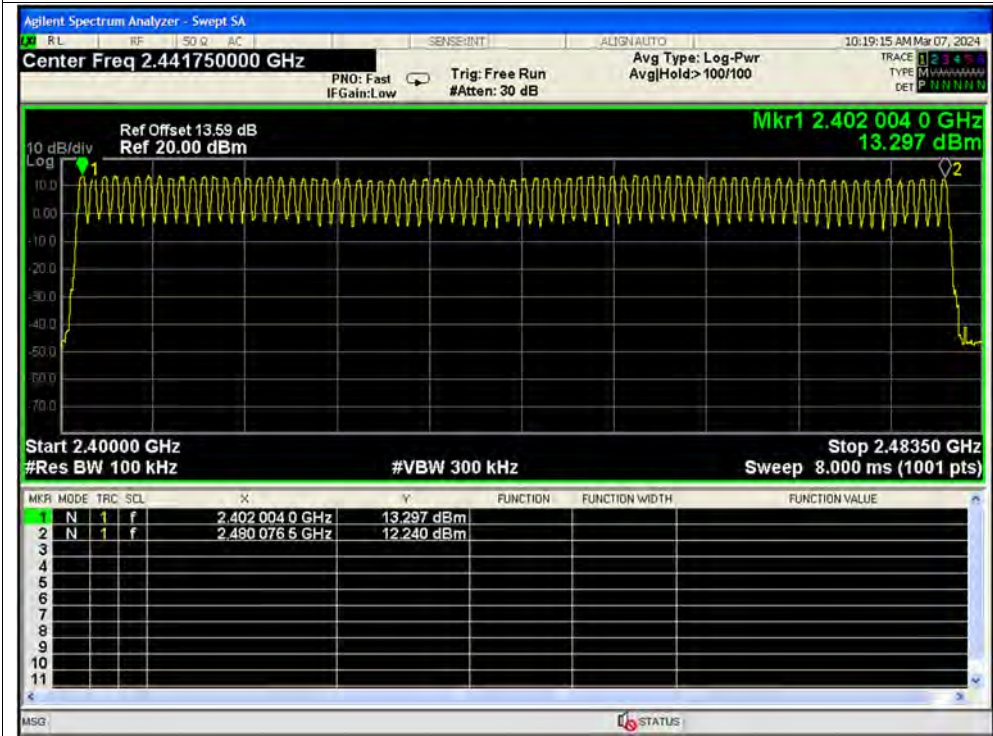 Agilent Spectrum Analyzer - Swept SA
RL RF 50 Ω AC SENSE:INT ALIGN AUTO 10:19:15 AM Mar 07, 2024
Center Freq 2.441750000 GHz
PNO: Fast
IFGain:Low
Trig: Free Run
#Atten: 30 dB
Avg Type: Log-Pwr
Avg|Hold:> 100/100
TRACE 1 2 3 4 5 6
TYPE M
DET P N N N N N
Mkr1 2.402 004 0 GHz
13.297 dBm
Ref Offset 13.59 dB
10 dB/div Ref 20.00 dBm
Log
1
2
10.0
0.00
-10.0
-20.0
-30.0
-40.0
-50.0
-60.0
-70.0
Start 2.40000 GHz Stop 2.48350 GHz
#Res BW 100 kHz #VBW 300 kHz Sweep 8.000 ms (1001 pts)
MKR MODE TRC SCL X Y FUNCTION FUNCTION WIDTH FUNCTION VALUE
1 N 1 f 2.402 004 0 GHz 13.297 dBm
2 N 1 f 2.480 076 5 GHz 12.240 dBm
3
4
5
6
7
8
9
10
11
MSG STATUS